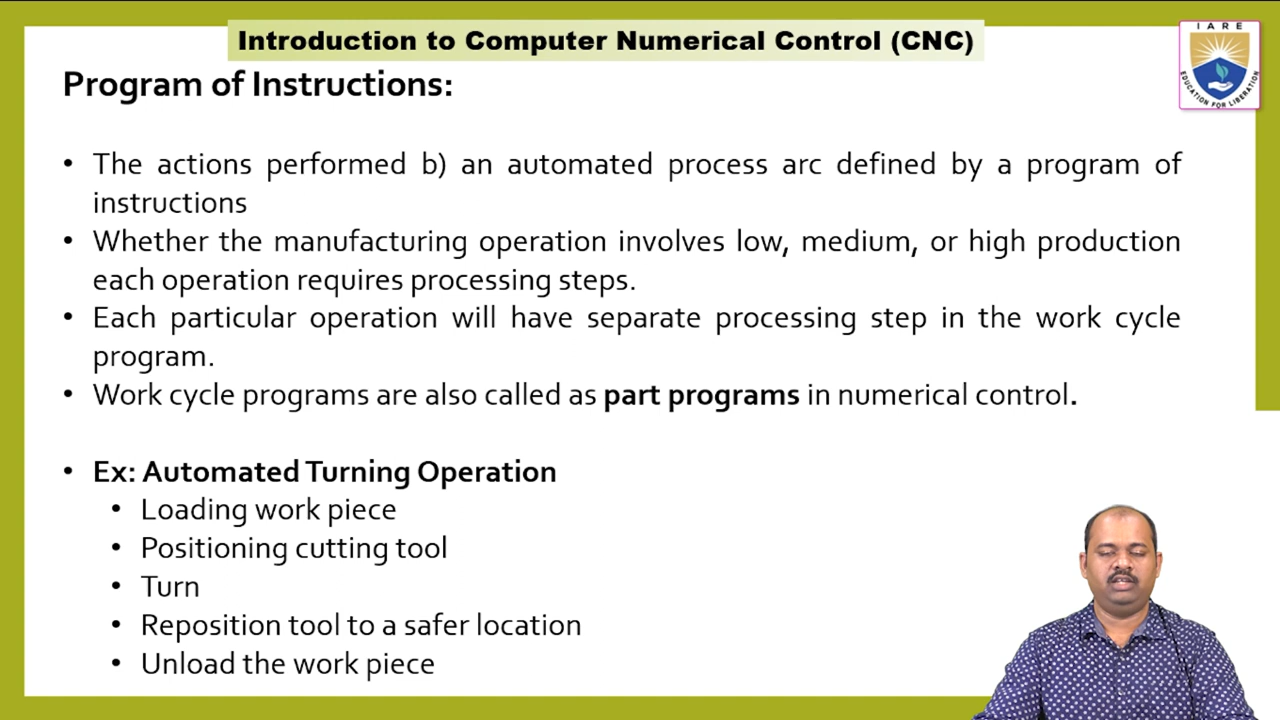 Introduction to Computer Numerical Control (CNC)
IARE
EDUCATION FOR LIBERATION
Program of Instructions:
• The actions performed b) an automated process arc defined by a program of
instructions
• Whether the manufacturing operation involves low, medium, or high production
each operation requires processing steps.
• Each particular operation will have separate processing step in the work cycle
program.
• Work cycle programs are also called as part programs in numerical control.
• Ex: Automated Turning Operation
• Loading work piece
• Positioning cutting tool
• Turn
• Reposition tool to a safer location
• Unload the work piece